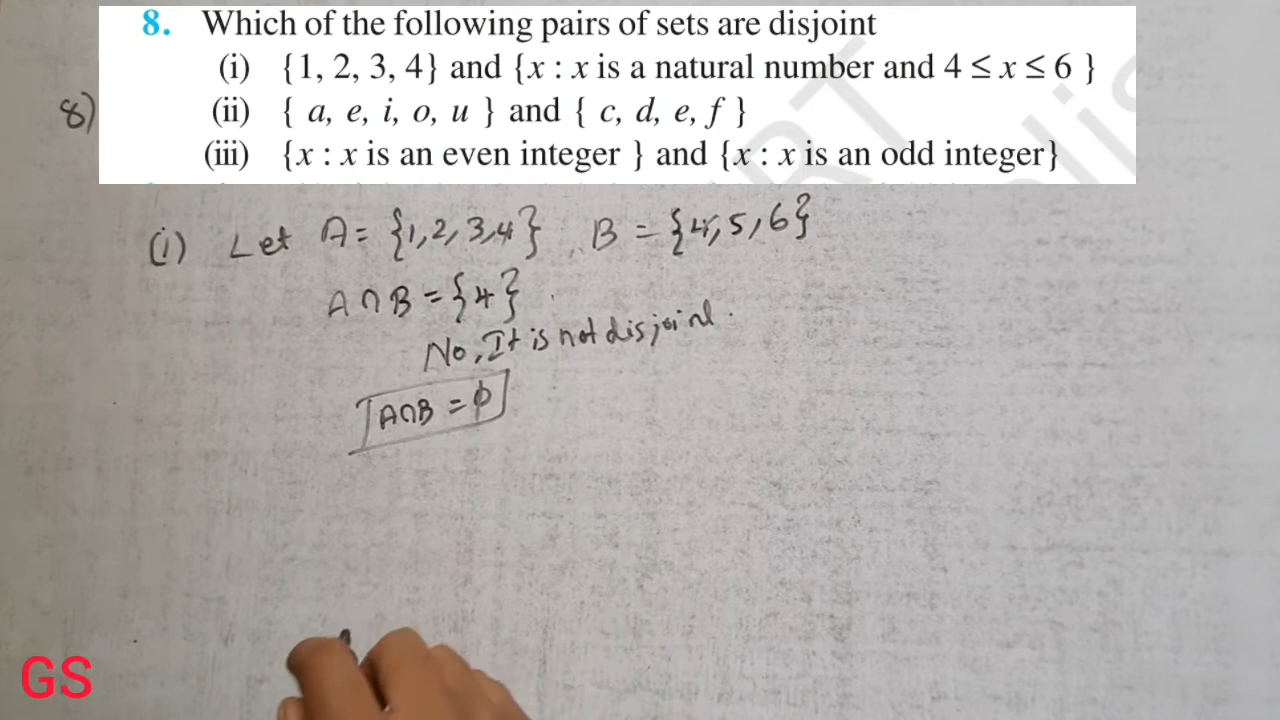 8. Which of the following pairs of sets are disjoint
(i) {1, 2, 3, 4} and {x : x is a natural number and 4 ≤ x ≤ 6 }
8)
(ii) { a, e, i, o, u } and { c, d, e, f }
(iii) {x : x is an even integer } and {x : x is an odd integer}
(i) Let A = {1,2,3,4} , B = {4,5,6}
A∩B = {4} .
No, It is not disjoint.
A∩B = ϕ
GS